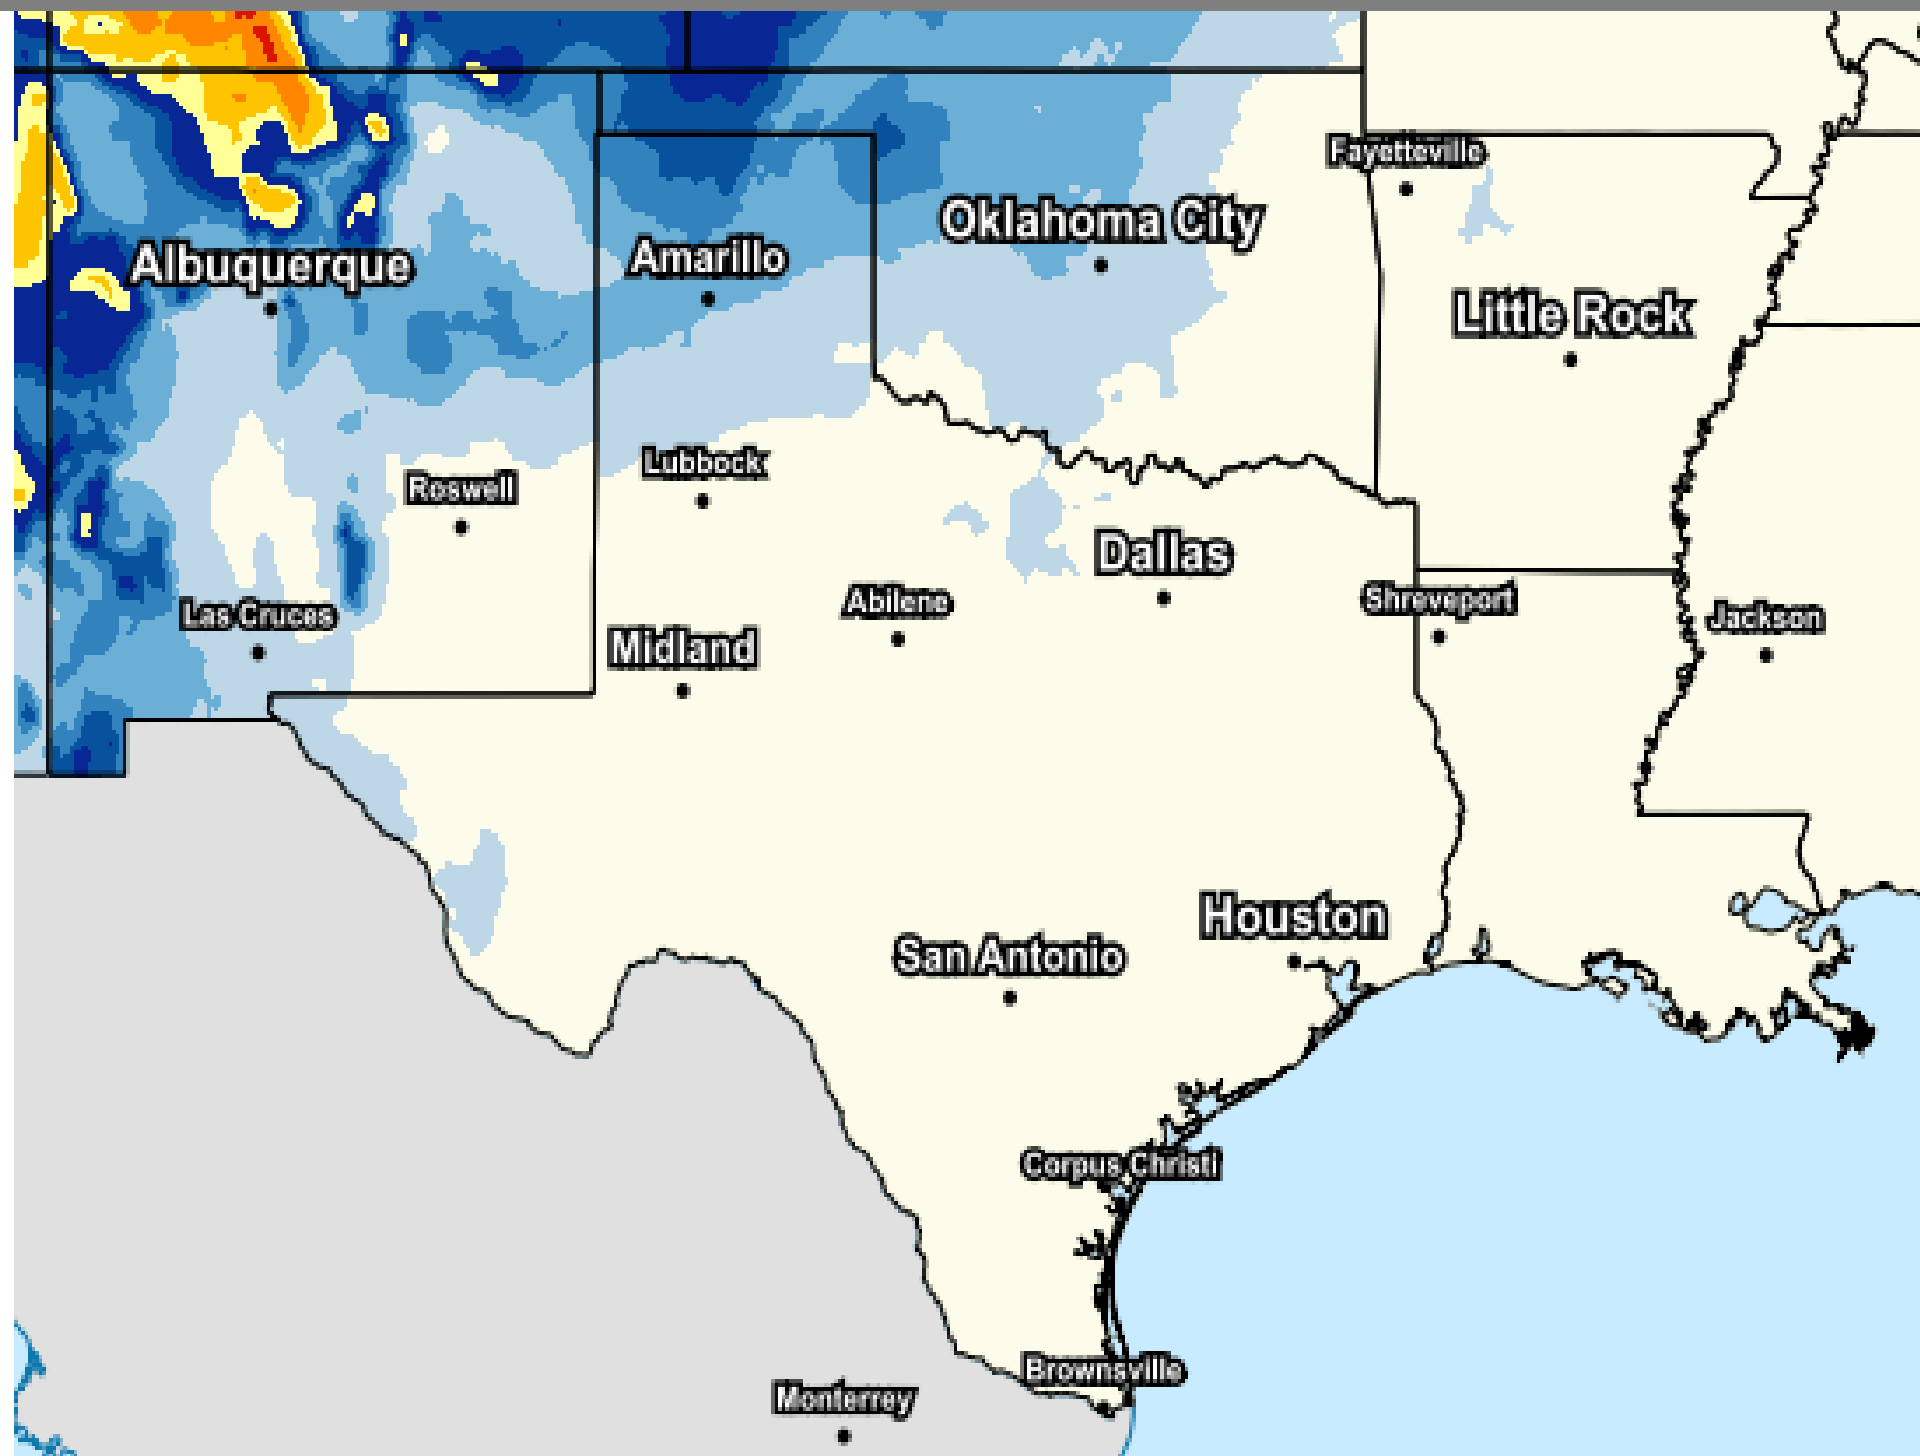 Fayetteville
Oklahoma City
Albuquerque
Amarillo
Little Rock
Lubbock
Roswell
Dallas
Abilene
Shreveport
Las Cruces
Jackson
Midland
Houston
San Antonio
Corpus Christi
Brownsville
Monterrey